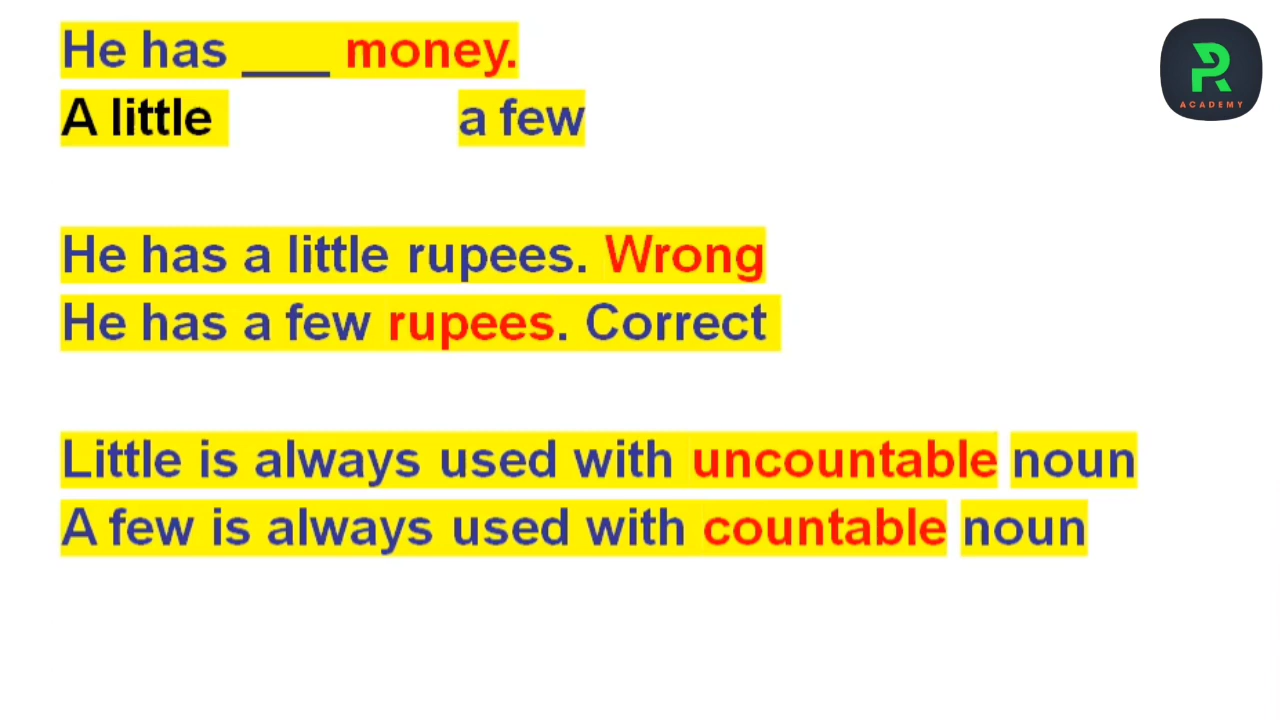 He has ___ money.
A little a few
He has a little rupees. Wrong
He has a few rupees. Correct
Little is always used with uncountable noun
A few is always used with countable noun
ACADEMY